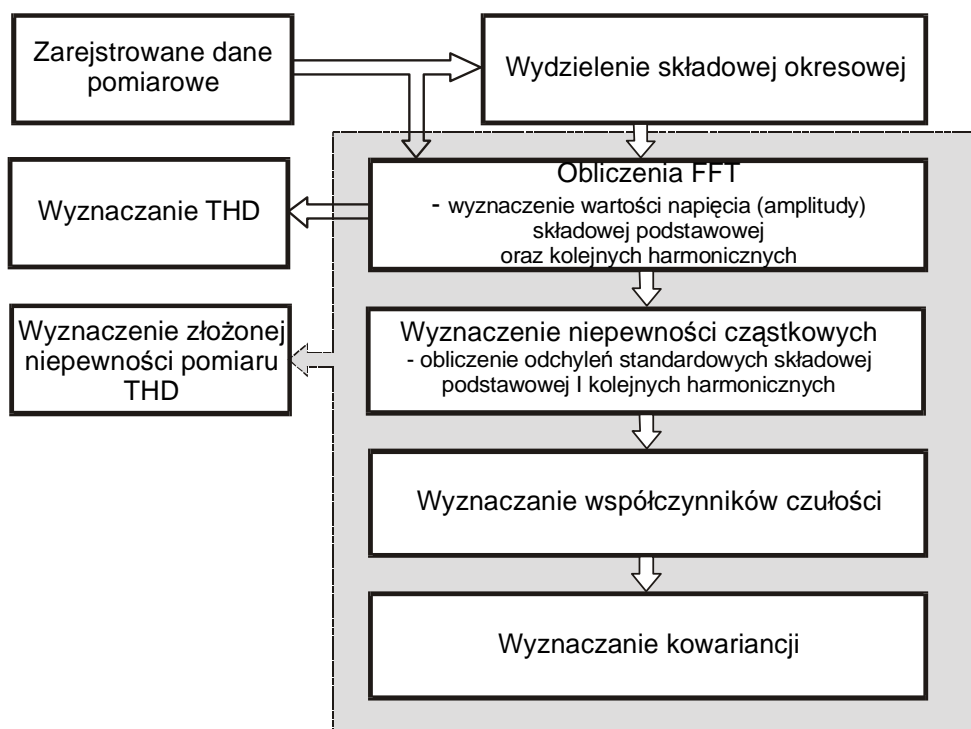 Zarejstrowane dane
pomiarowe
Wydzielenie składowej okresowej
Wyznaczanie THD
Obliczenia FFT
- wyznaczenie wartości napięcia (amplitudy)
składowej podstawowej
oraz kolejnych harmonicznych
Wyznaczenie złożonej
niepewności pomiaru
THD
Wyznaczenie niepewności cząstkowych
- obliczenie odchyleń standardowych składowej
podstawowej I kolejnych harmonicznych
Wyznaczanie współczynników czułości
Wyznaczanie kowariancji